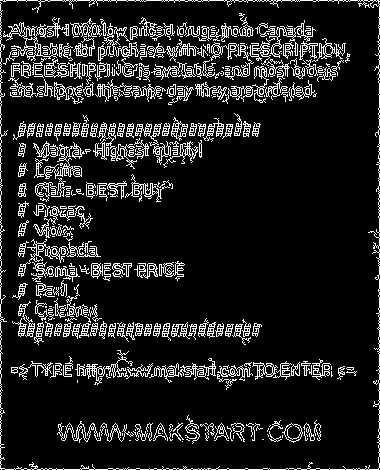 Almost 1000 low priced drugs from Canada
available for purchase with NO PRESCRIPTION,
FREE SHIPPING is available, and most orders
are shipped the same day they are ordered.
##########################
# Viagra - Highest quality!
# Levitra
# Cialis - BEST BUY
# Prozac
# Vioxx
# Propecia
# Soma - BEST PRICE
# Paxil
# Celebrex
##########################
=> TYPE http://www.makstart.com TO ENTER <=
WWW.MAKSTART.COM